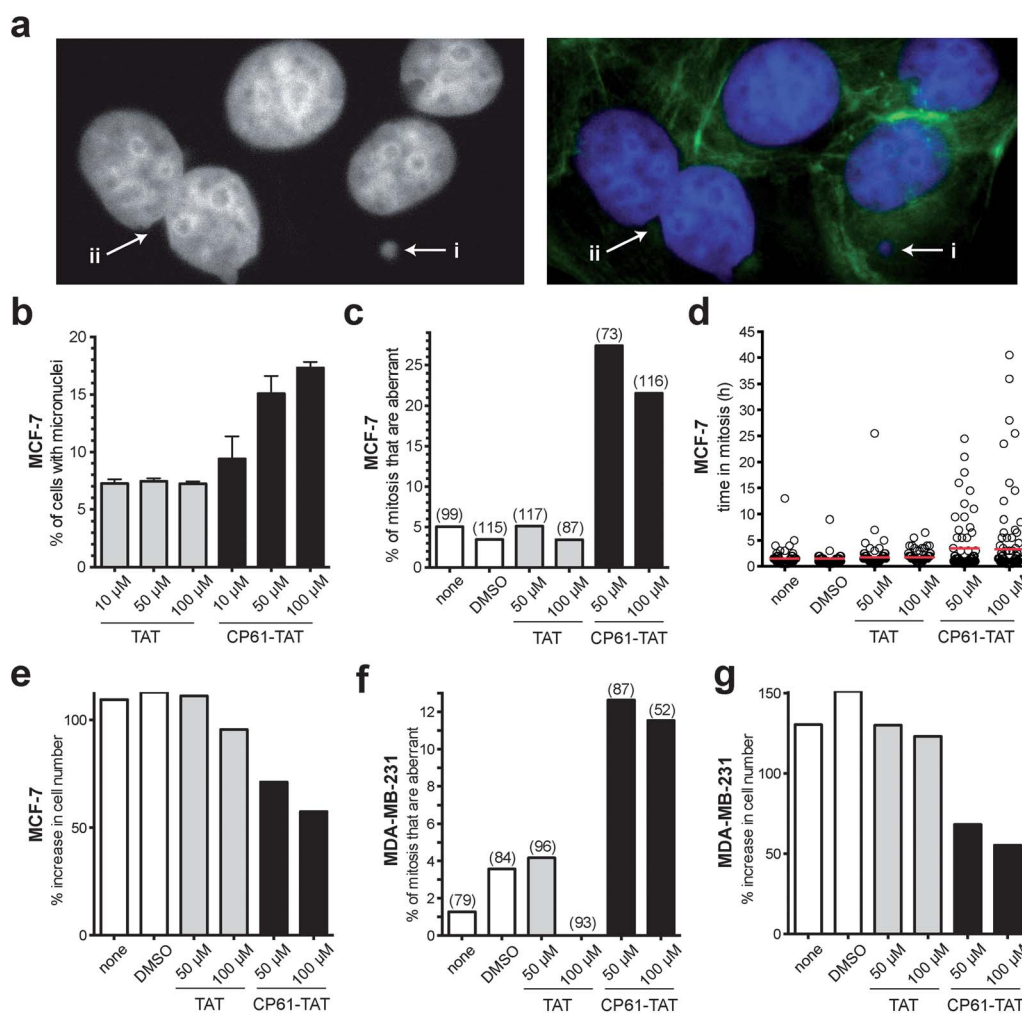 a
ii
i
ii
i
b
MCF-7
% of cells with micronuclei
20
15
10
5
0
10 µM
50 µM
100 µM
10 µM
50 µM
100 µM
TAT
CP61-TAT
c
MCF-7
% of mitosis that are aberrant
25
20
15
10
5
0
(99)
(115)
(117)
(87)
(73)
(116)
none
DMSO
50 µM
100 µM
50 µM
100 µM
TAT
CP61-TAT
d
MCF-7
time in mitosis (h)
45
40
35
30
25
20
15
10
5
0
none
DMSO
50 µM
100 µM
50 µM
100 µM
TAT
CP61-TAT
e
MCF-7
% increase in cell number
100
50
0
none
DMSO
50 µM
100 µM
50 µM
100 µM
TAT
CP61-TAT
f
MDA-MB-231
% of mitosis that are aberrant
12
10
8
6
4
2
0
(79)
(84)
(96)
(93)
(87)
(52)
none
DMSO
50 µM
100 µM
50 µM
100 µM
TAT
CP61-TAT
g
MDA-MB-231
% increase in cell number
150
100
50
0
none
DMSO
50 µM
100 µM
50 µM
100 µM
TAT
CP61-TAT